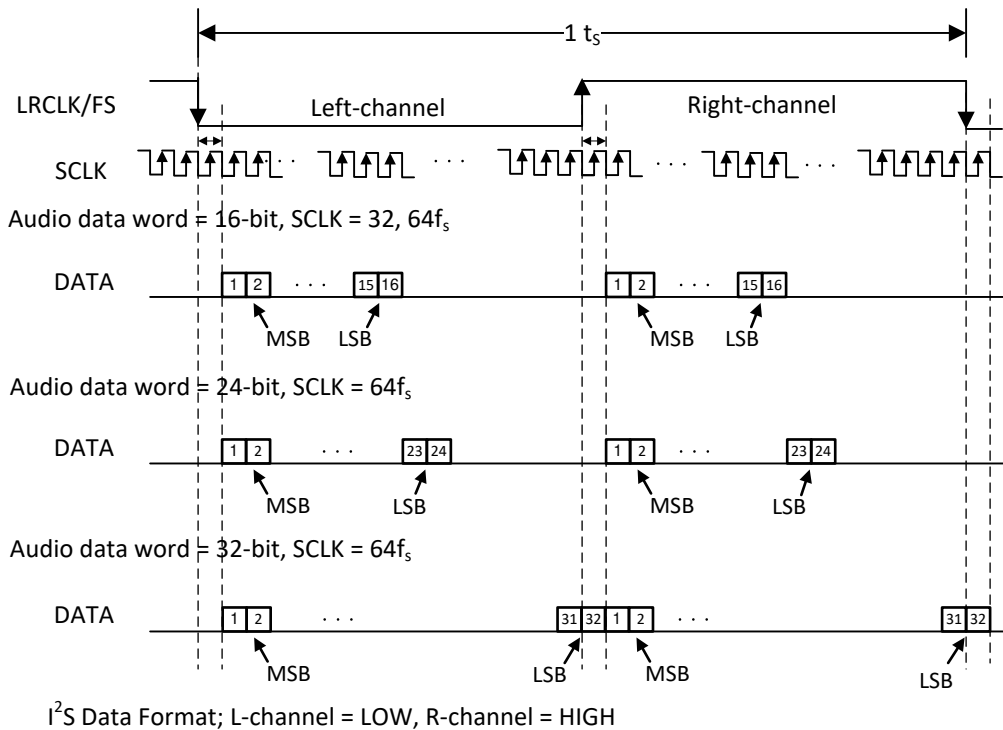 1 tS
LRCLK/FS Left-channel Right-channel
SCLK · · · · · · · · · · · ·
Audio data word = 16-bit, SCLK = 32, 64fs
DATA 1 2 · · · 15 16 1 2 · · · 15 16
MSB LSB MSB LSB
Audio data word = 24-bit, SCLK = 64fs
DATA 1 2 · · · 23 24 1 2 · · · 23 24
MSB LSB MSB LSB
Audio data word = 32-bit, SCLK = 64fs
DATA 1 2 · · · 31 32 1 2 · · · 31 32
MSB LSB MSB LSB
I²S Data Format; L-channel = LOW, R-channel = HIGH